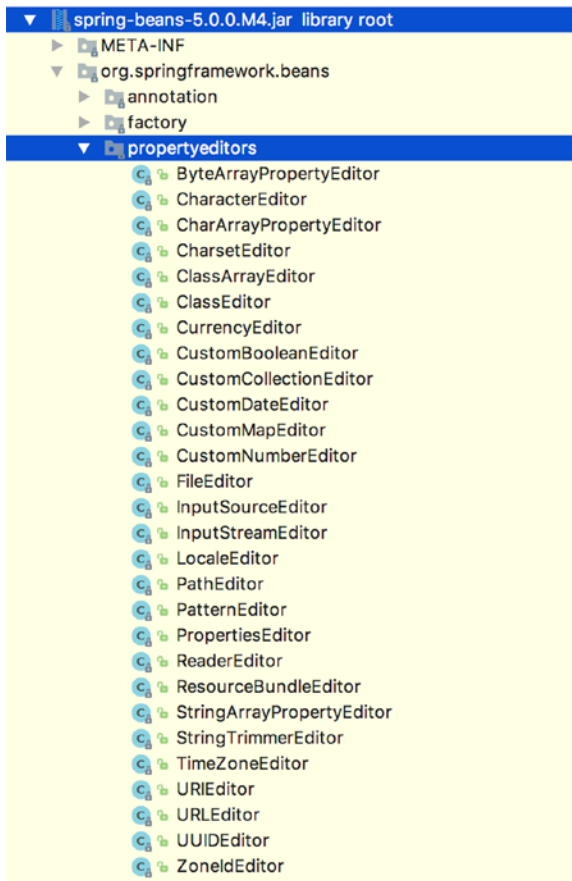 spring-beans-5.0.0.M4.jar library root
META-INF
org.springframework.beans
annotation
factory
propertyeditors
ByteArrayPropertyEditor
CharacterEditor
CharArrayPropertyEditor
CharsetEditor
ClassArrayEditor
ClassEditor
CurrencyEditor
CustomBooleanEditor
CustomCollectionEditor
CustomDateEditor
CustomMapEditor
CustomNumberEditor
FileEditor
InputSourceEditor
InputStreamEditor
LocaleEditor
PathEditor
PatternEditor
PropertiesEditor
ReaderEditor
ResourceBundleEditor
StringArrayPropertyEditor
StringTrimmerEditor
TimeZoneEditor
URIEditor
URLEditor
UUIDEditor
ZoneIdEditor